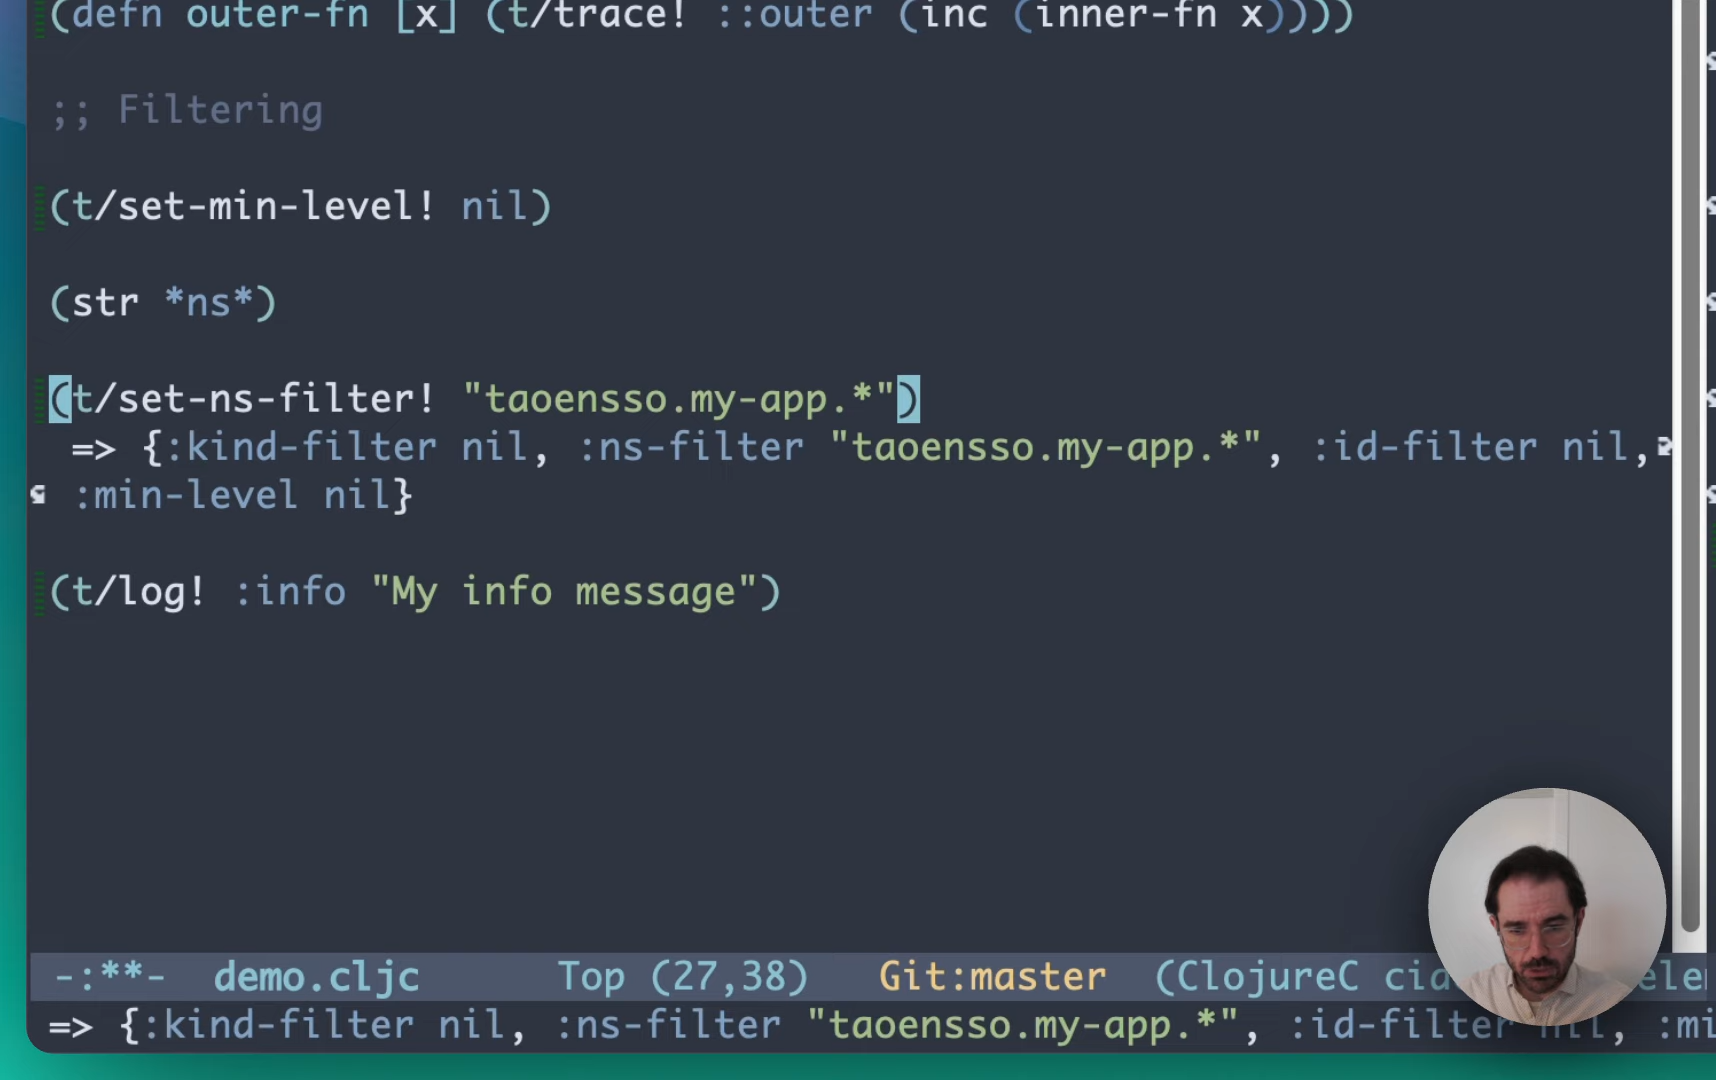 (defn outer-fn [x] (t/trace! ::outer (inc (inner-fn x))))
;; Filtering
(t/set-min-level! nil)
(str *ns*)
(t/set-ns-filter! "taoensso.my-app.*")
=> {:kind-filter nil, :ns-filter "taoensso.my-app.*", :id-filter nil,
:min-level nil}
(t/log! :info "My info message")
-:**- demo.cljc Top (27,38) Git:master (ClojureC
=> {:kind-filter nil, :ns-filter "taoensso.my-app.*", :id-filter nil,